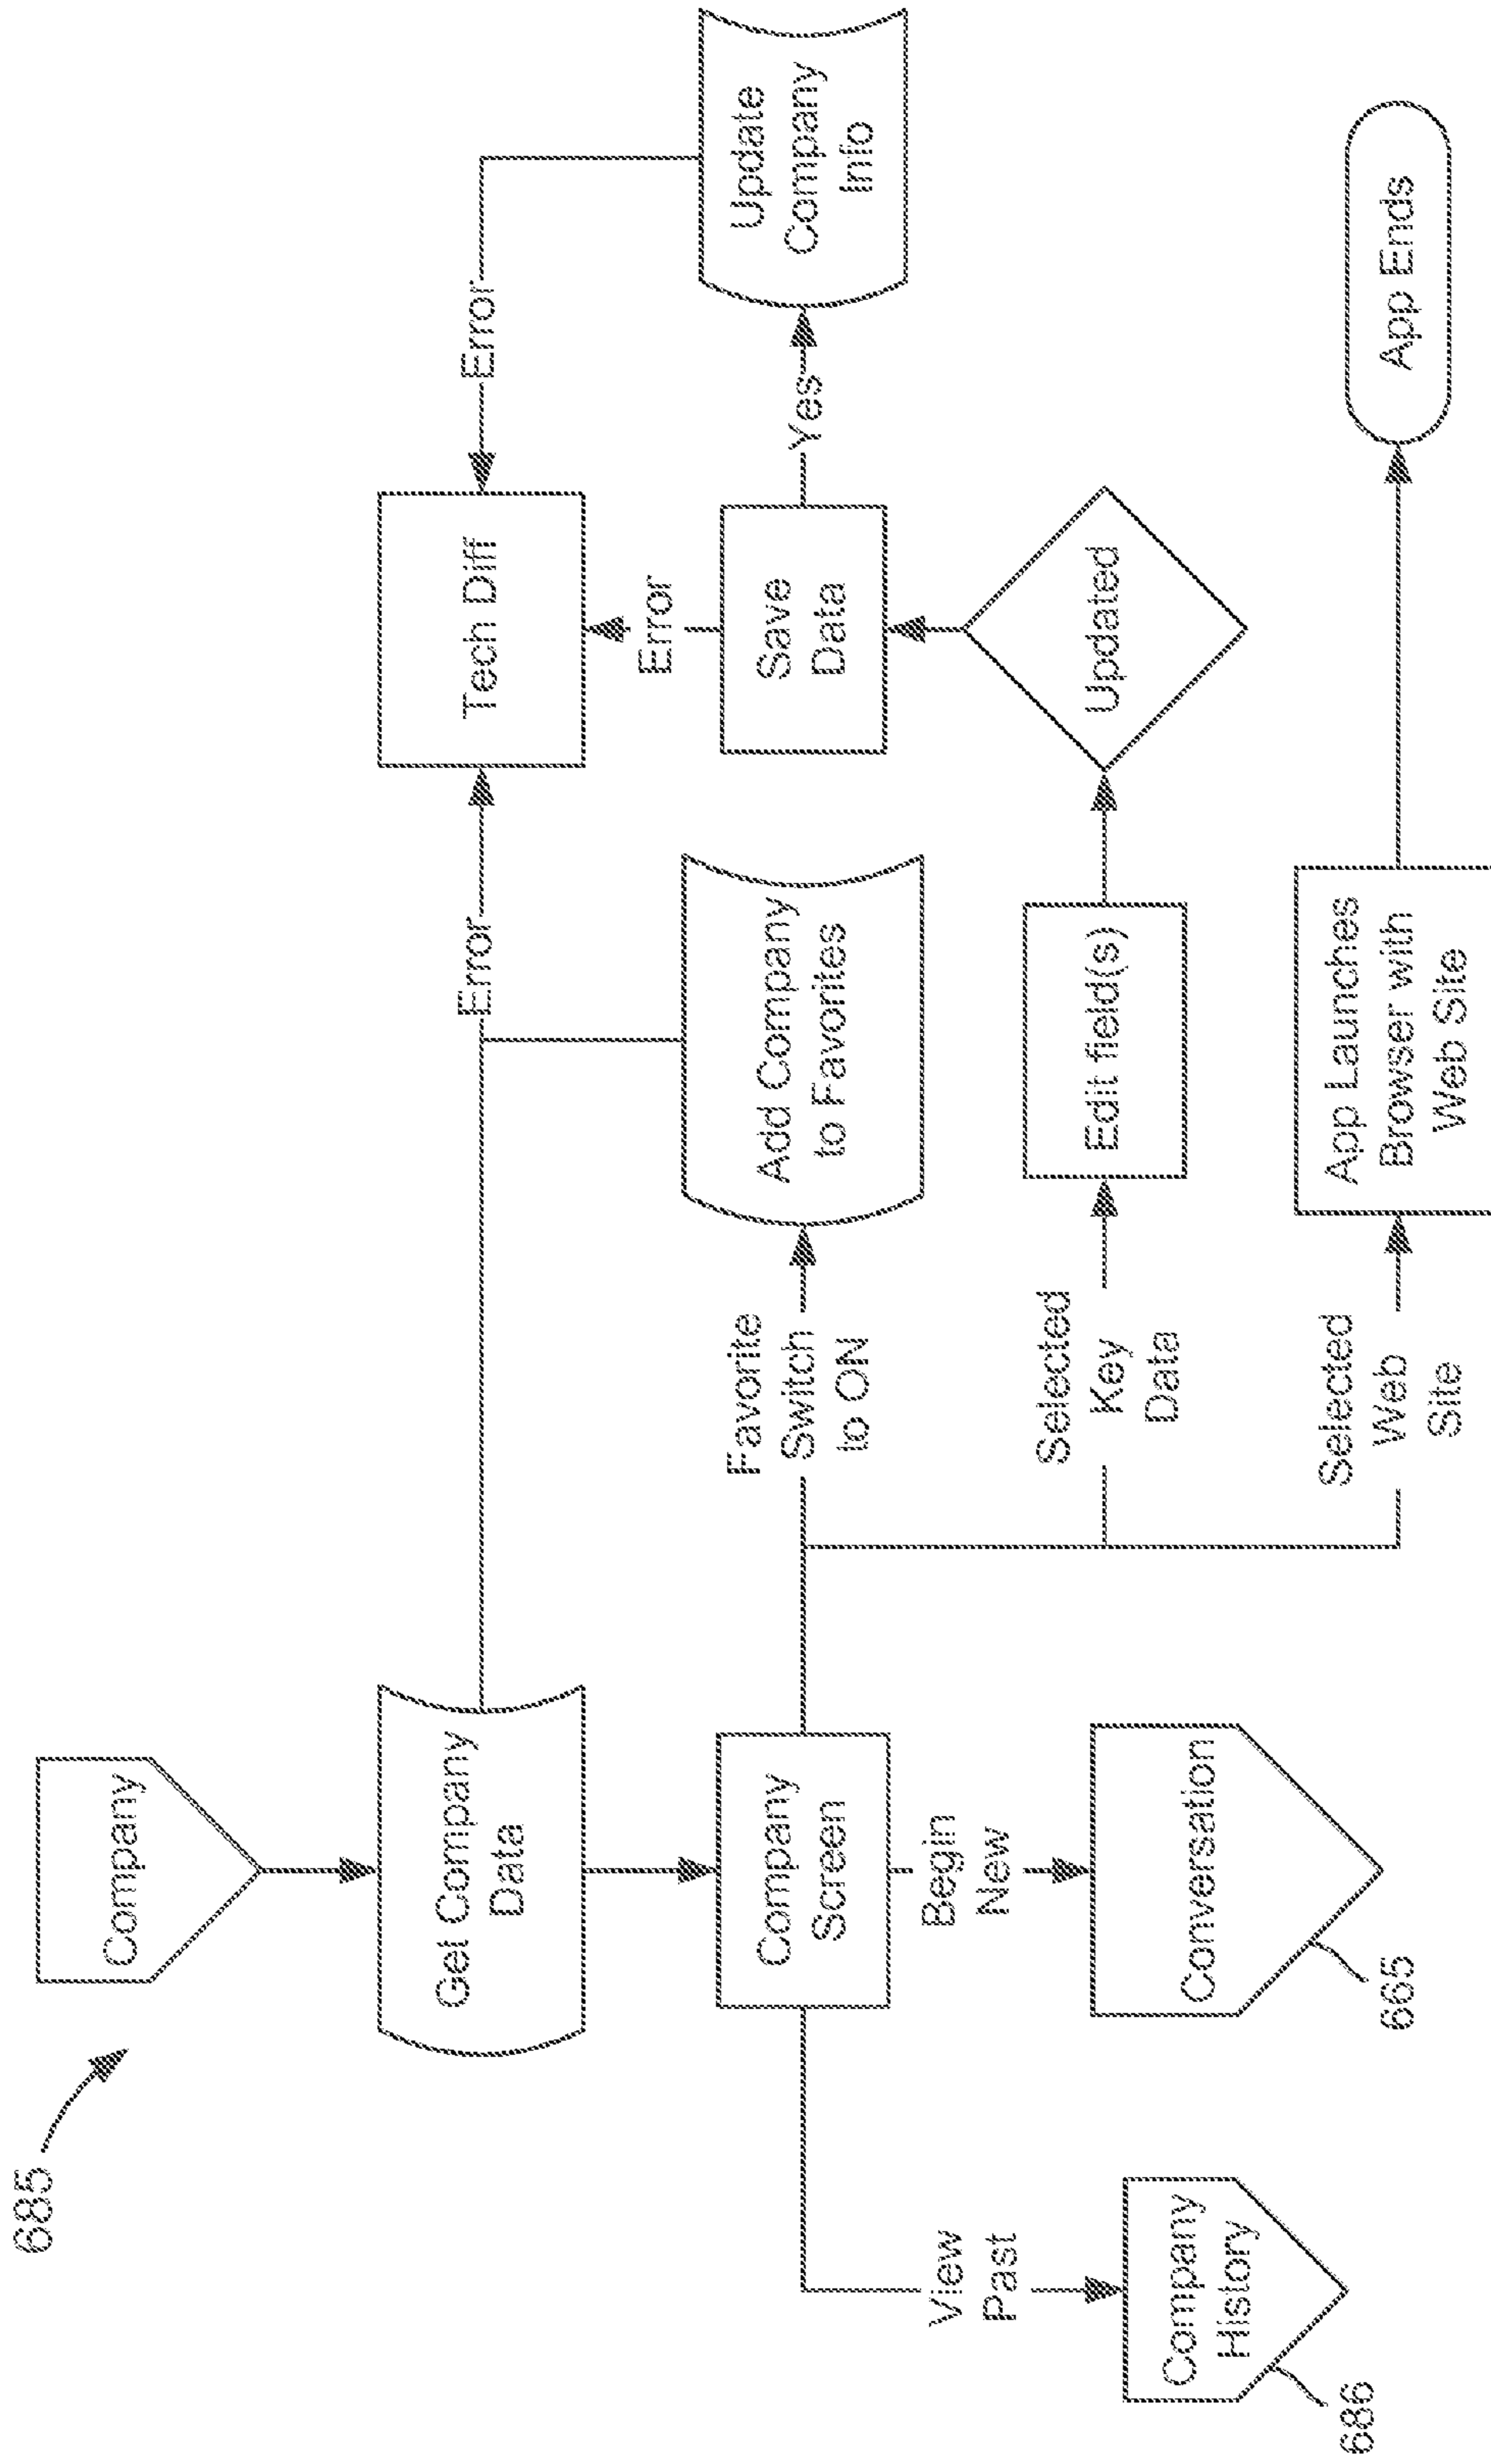 685
Company
Get Company
Data
Error
Tech Diff
Error
Error
Company
Screen
Favorite
Switch
to ON
Add Company
to Favorites
Save
Data
Yes
Update
Company
Info
View
Past
Begin
New
Selected
Key
Data
Edit field(s)
Updated
Company
History
686
Conversation
665
Selected
Web
Site
App Launches
Browser with
Web Site
App Ends